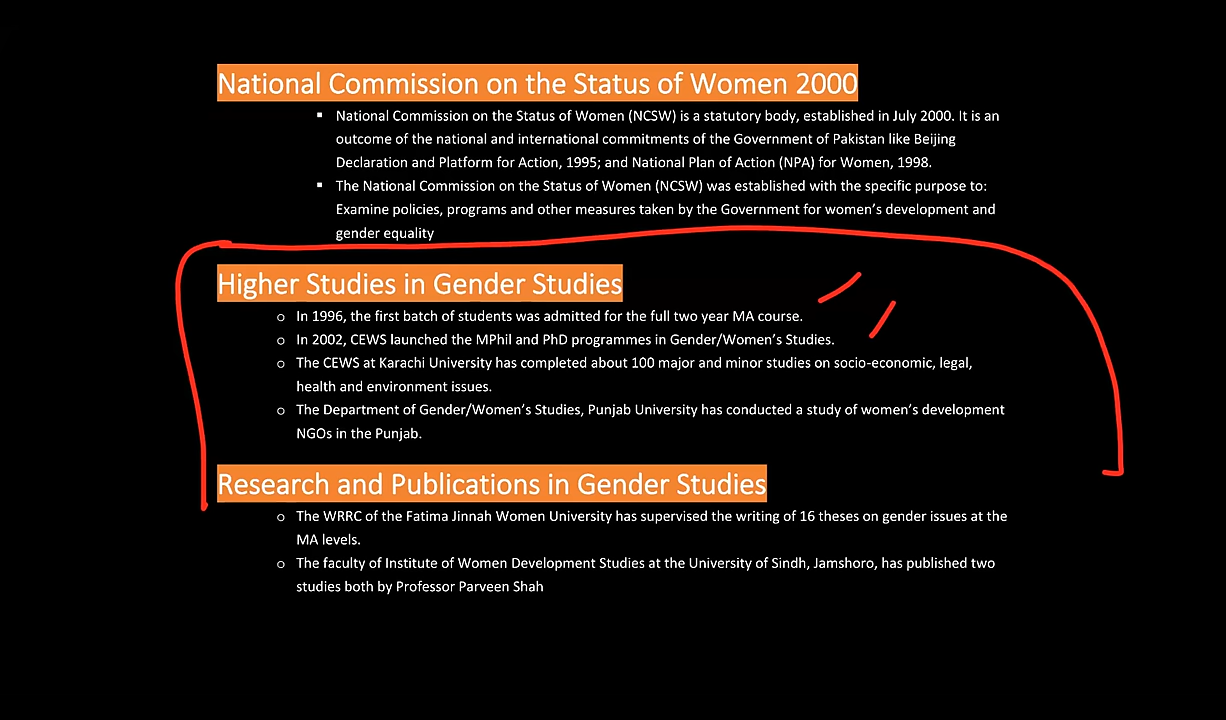 National Commission on the Status of Women 2000
▪ National Commission on the Status of Women (NCSW) is a statutory body, established in July 2000. It is an
outcome of the national and international commitments of the Government of Pakistan like Beijing
Declaration and Platform for Action, 1995; and National Plan of Action (NPA) for Women, 1998.
▪ The National Commission on the Status of Women (NCSW) was established with the specific purpose to:
Examine policies, programs and other measures taken by the Government for women’s development and
gender equality
Higher Studies in Gender Studies
o In 1996, the first batch of students was admitted for the full two year MA course.
o In 2002, CEWS launched the MPhil and PhD programmes in Gender/Women’s Studies.
o The CEWS at Karachi University has completed about 100 major and minor studies on socio-economic, legal,
health and environment issues.
o The Department of Gender/Women’s Studies, Punjab University has conducted a study of women’s development
NGOs in the Punjab.
Research and Publications in Gender Studies
o The WRRC of the Fatima Jinnah Women University has supervised the writing of 16 theses on gender issues at the
MA levels.
o The faculty of Institute of Women Development Studies at the University of Sindh, Jamshoro, has published two
studies both by Professor Parveen Shah